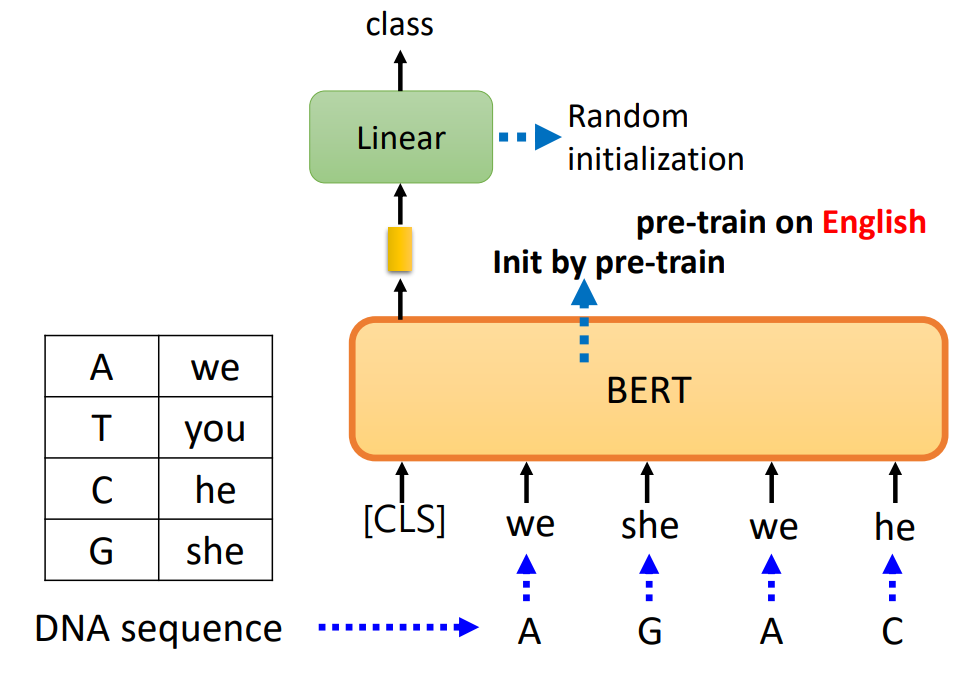 class
Linear
Random
initialization
pre-train on English
Init by pre-train
BERT
A we
T you
C he
G she
[CLS] we she we he
DNA sequence A G A C